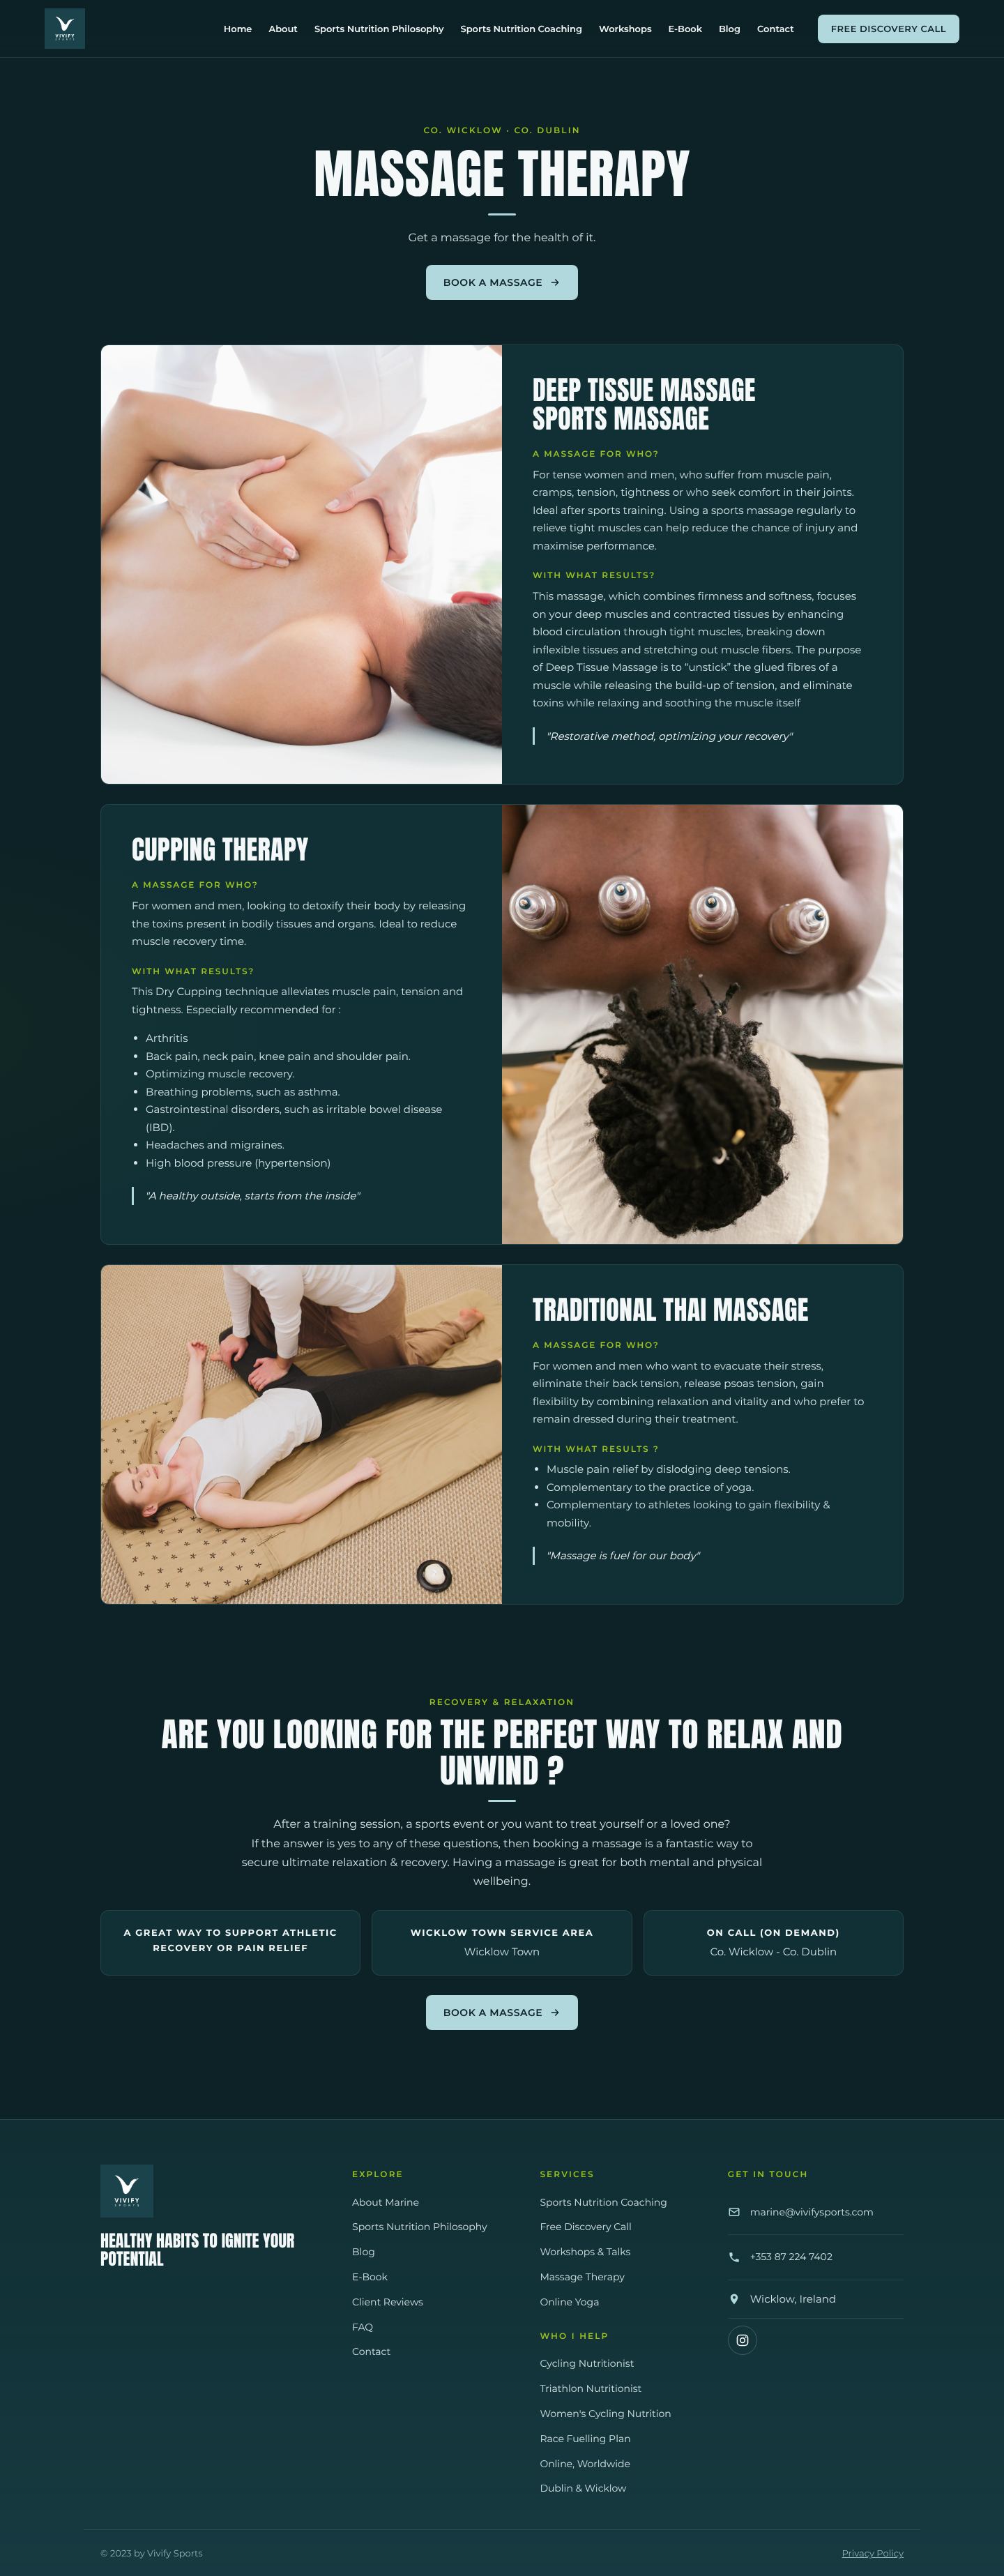 VIVIFY
SPORTS
Home About Sports Nutrition Philosophy Sports Nutrition Coaching Workshops E-Book Blog Contact FREE DISCOVERY CALL
CO. WICKLOW · CO. DUBLIN
MASSAGE THERAPY
Get a massage for the health of it.
BOOK A MASSAGE →
DEEP TISSUE MASSAGE
SPORTS MASSAGE
A MASSAGE FOR WHO?
For tense women and men, who suffer from muscle pain,
cramps, tension, tightness or who seek comfort in their joints.
Ideal after sports training. Using a sports massage regularly to
relieve tight muscles can help reduce the chance of injury and
maximise performance.
WITH WHAT RESULTS?
This massage, which combines firmness and softness, focuses
on your deep muscles and contracted tissues by enhancing
blood circulation through tight muscles, breaking down
inflexible tissues and stretching out muscle fibers. The purpose
of Deep Tissue Massage is to “unstick” the glued fibres of a
muscle while releasing the build-up of tension, and eliminate
toxins while relaxing and soothing the muscle itself
"Restorative method, optimizing your recovery"
CUPPING THERAPY
A MASSAGE FOR WHO?
For women and men, looking to detoxify their body by releasing
the toxins present in bodily tissues and organs. Ideal to reduce
muscle recovery time.
WITH WHAT RESULTS?
This Dry Cupping technique alleviates muscle pain, tension and
tightness. Especially recommended for :
• Arthritis
• Back pain, neck pain, knee pain and shoulder pain.
• Optimizing muscle recovery.
• Breathing problems, such as asthma.
• Gastrointestinal disorders, such as irritable bowel disease
(IBD).
• Headaches and migraines.
• High blood pressure (hypertension)
"A healthy outside, starts from the inside"
TRADITIONAL THAI MASSAGE
A MASSAGE FOR WHO?
For women and men who want to evacuate their stress,
eliminate their back tension, release psoas tension, gain
flexibility by combining relaxation and vitality and who prefer to
remain dressed during their treatment.
WITH WHAT RESULTS ?
• Muscle pain relief by dislodging deep tensions.
• Complementary to the practice of yoga.
• Complementary to athletes looking to gain flexibility &
mobility.
"Massage is fuel for our body"
RECOVERY & RELAXATION
ARE YOU LOOKING FOR THE PERFECT WAY TO RELAX AND
UNWIND ?
After a training session, a sports event or you want to treat yourself or a loved one?
If the answer is yes to any of these questions, then booking a massage is a fantastic way to
secure ultimate relaxation & recovery. Having a massage is great for both mental and physical
wellbeing.
A GREAT WAY TO SUPPORT ATHLETIC
RECOVERY OR PAIN RELIEF
WICKLOW TOWN SERVICE AREA
Wicklow Town
ON CALL (ON DEMAND)
Co. Wicklow - Co. Dublin
BOOK A MASSAGE →
VIVIFY
SPORTS
HEALTHY HABITS TO IGNITE YOUR
POTENTIAL
EXPLORE
About Marine
Sports Nutrition Philosophy
Blog
E-Book
Client Reviews
FAQ
Contact
SERVICES
Sports Nutrition Coaching
Free Discovery Call
Workshops & Talks
Massage Therapy
Online Yoga
WHO I HELP
Cycling Nutritionist
Triathlon Nutritionist
Women's Cycling Nutrition
Race Fuelling Plan
Online, Worldwide
Dublin & Wicklow
GET IN TOUCH
marine@vivifysports.com
+353 87 224 7402
Wicklow, Ireland
© 2023 by Vivify Sports
Privacy Policy